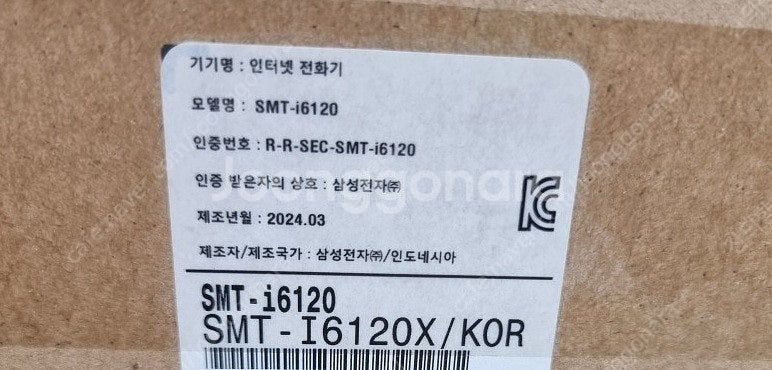 기기명 : 인터넷 전화기
모델명 : SMT-i6120
인증번호 : R-R-SEC-SMT-i6120
인증 받은자의 상호 : 삼성전자㈜
제조년월 : 2024.03
제조자/제조국가 : 삼성전자㈜/인도네시아
SMT-i6120
SMT-I6120X/KOR
Joonggonara